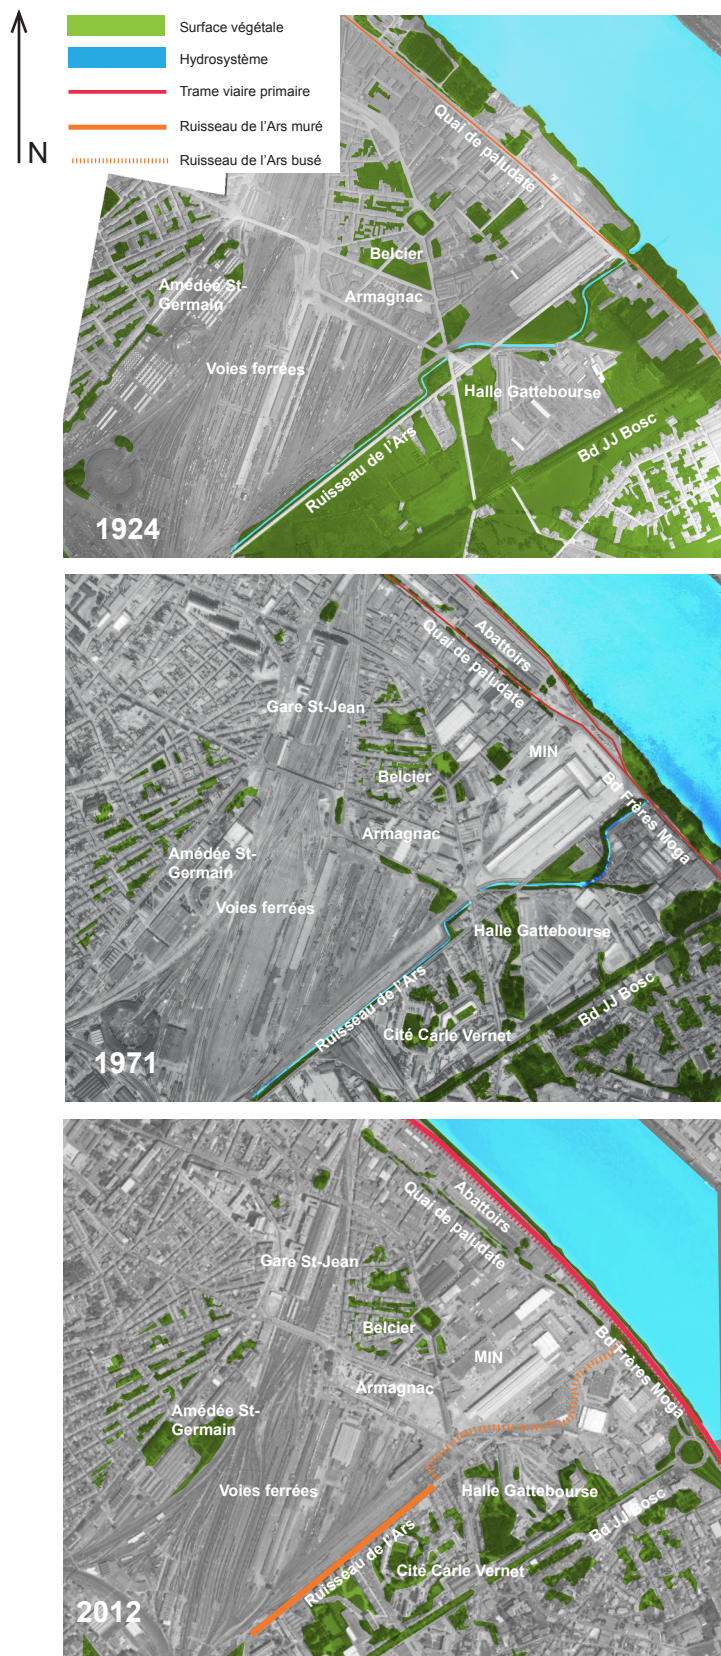 Surface végétale
Hydrosystème
Trame viaire primaire
Ruisseau de l'Ars muré
Ruisseau de l'Ars busé
N
Quai de paludate
Belcier
Amédée St-
Germain
Armagnac
Voies ferrées
Halle Gattebourse
Bd JJ Bosc
Ruisseau de l'Ars
1924
Abattoirs
Quai de paludate
Gare St-Jean
MIN
Belcier
Bd Frères Moga
Armagnac
Amédée St-
Germain
Voies ferrées
Halle Gattebourse
Ruisseau de l'Ars
Bd JJ Bosc
Cité Carle Vernet
1971
Abattoirs
Quai de paludate
Gare St-Jean
Belcier
Bd Frères Moga
MIN
Armagnac
Amédée St-
Germain
Voies ferrées
Halle Gattebourse
Bd JJ Bosc
Ruisseau de l'Ars
Cité Carle Vernet
2012